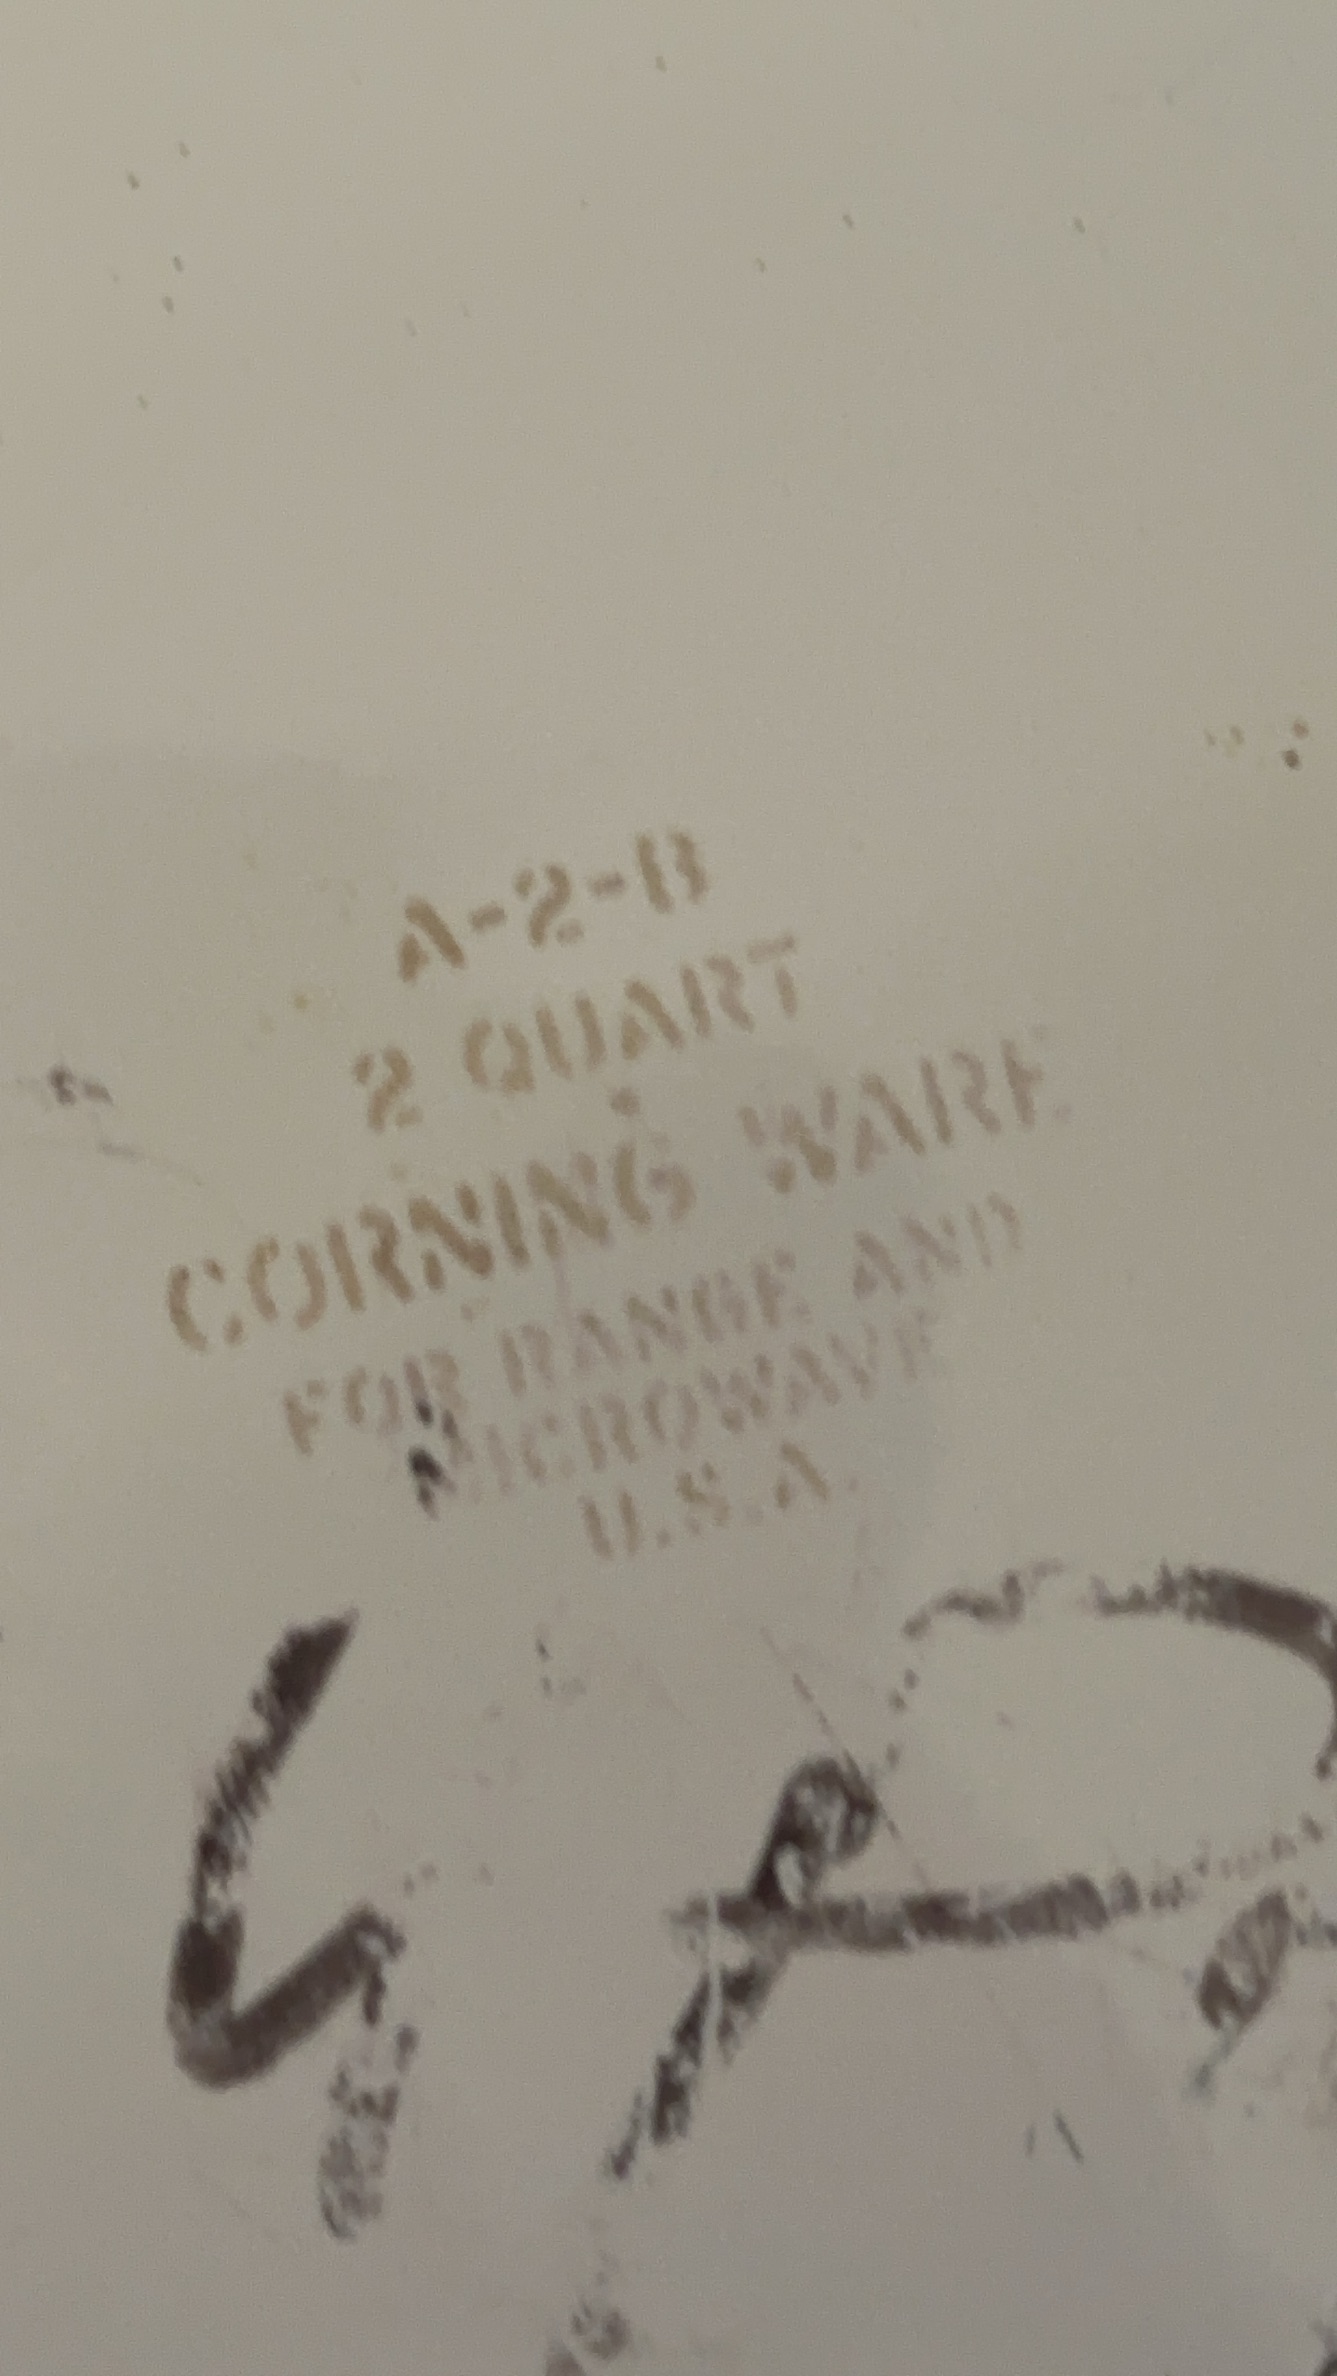 A-2-B
2 QUART
CORNING WARE
FOR RANGE AND
MICROWAVE
U.S.A.